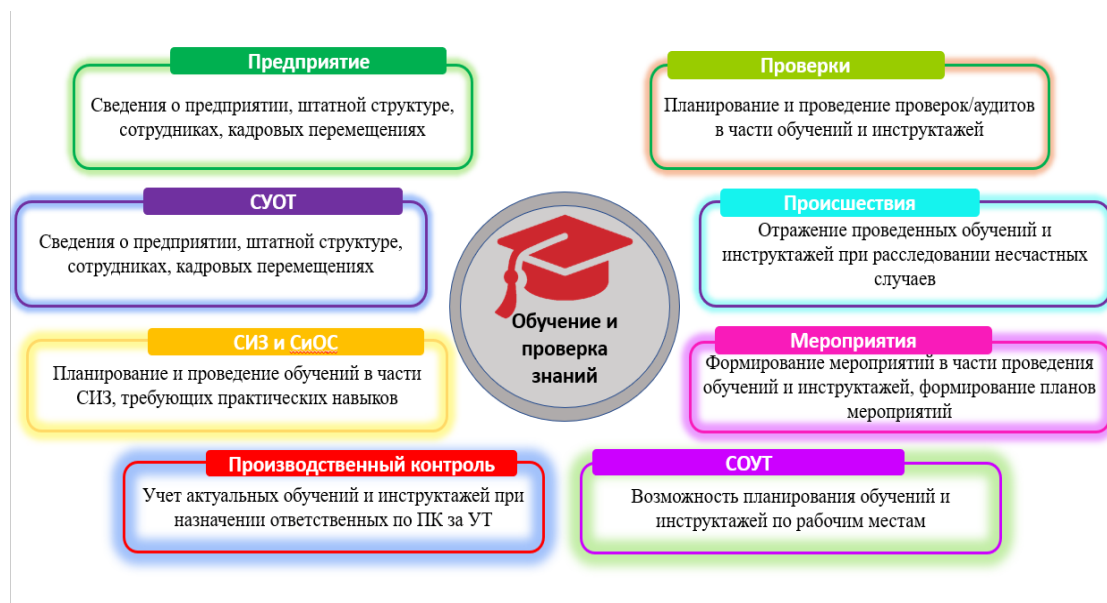 Предприятие
Сведения о предприятии, штатной структуре,
сотрудниках, кадровых перемещениях
СУОТ
Сведения о предприятии, штатной структуре,
сотрудниках, кадровых перемещениях
СИЗ и СиОС
Планирование и проведение обучений в части
СИЗ, требующих практических навыков
Производственный контроль
Учет актуальных обучений и инструктажей при
назначении ответственных по ПК за УТ
Обучение и
проверка
знаний
Проверки
Планирование и проведение проверок/аудитов
в части обучений и инструктажей
Происшествия
Отражение проведенных обучений и
инструктажей при расследовании несчастных
случаев
Мероприятия
Формирование мероприятий в части проведения
обучений и инструктажей, формирование планов
мероприятий
СОУТ
Возможность планирования обучений и
инструктажей по рабочим местам